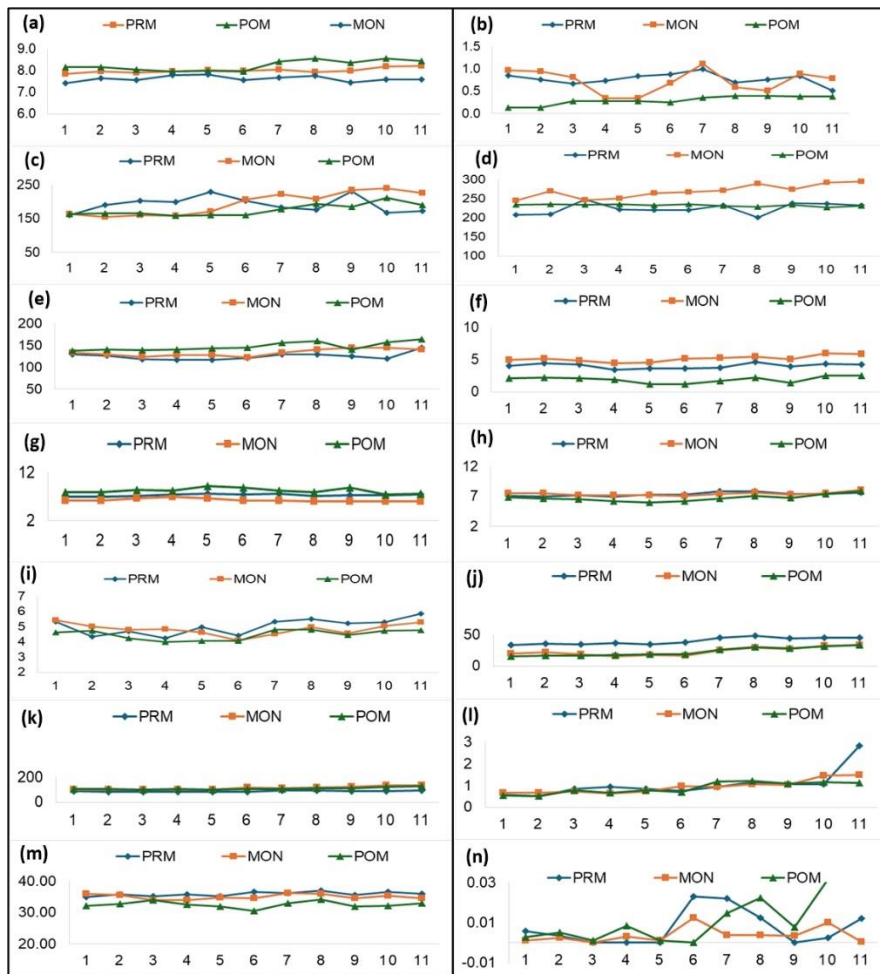 (a) PRM POM MON
9.0
8.0
7.0
6.0
1 2 3 4 5 6 7 8 9 10 11
(b) PRM MON POM
1.5
1.0
0.5
0.0
1 2 3 4 5 6 7 8 9 10 11
(c) PRM MON POM
250
150
50
1 2 3 4 5 6 7 8 9 10 11
(d) PRM MON POM
300
250
200
150
100
1 2 3 4 5 6 7 8 9 10 11
(e) PRM MON POM
200
150
100
50
1 2 3 4 5 6 7 8 9 10 11
(f) PRM MON POM
10
5
0
1 2 3 4 5 6 7 8 9 10 11
(g) PRM MON POM
12
2
1 2 3 4 5 6 7 8 9 10 11
(h) PRM MON POM
12
7
2
1 2 3 4 5 6 7 8 9 10 11
(i) PRM MON POM
7
6
5
4
3
2
1 2 3 4 5 6 7 8 9 10 11
(j) PRM MON POM
50
0
1 2 3 4 5 6 7 8 9 10 11
(k) PRM MON POM
200
0
1 2 3 4 5 6 7 8 9 10 11
(l) PRM MON POM
3
2
1
0
1 2 3 4 5 6 7 8 9 10 11
(m) PRM MON POM
40.00
30.00
20.00
1 2 3 4 5 6 7 8 9 10 11
(n) PRM MON POM
0.03
0.01
-0.01
1 2 3 4 5 6 7 8 9 10 11